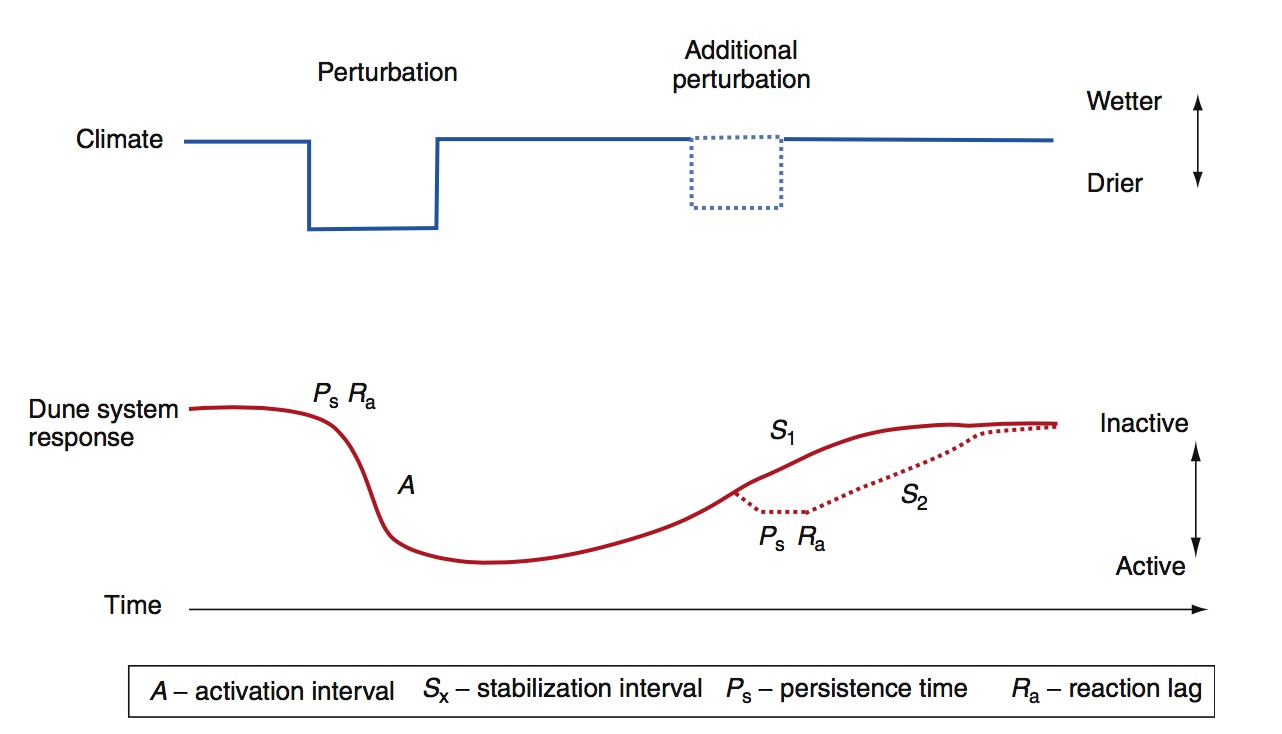 Perturbation
Additional
perturbation
Wetter
Climate
Drier
Dune system
response
Ps Ra
A
S1
S2
Ps Ra
Inactive
Active
Time
A – activation interval Sx – stabilization interval Ps – persistence time Ra – reaction lag